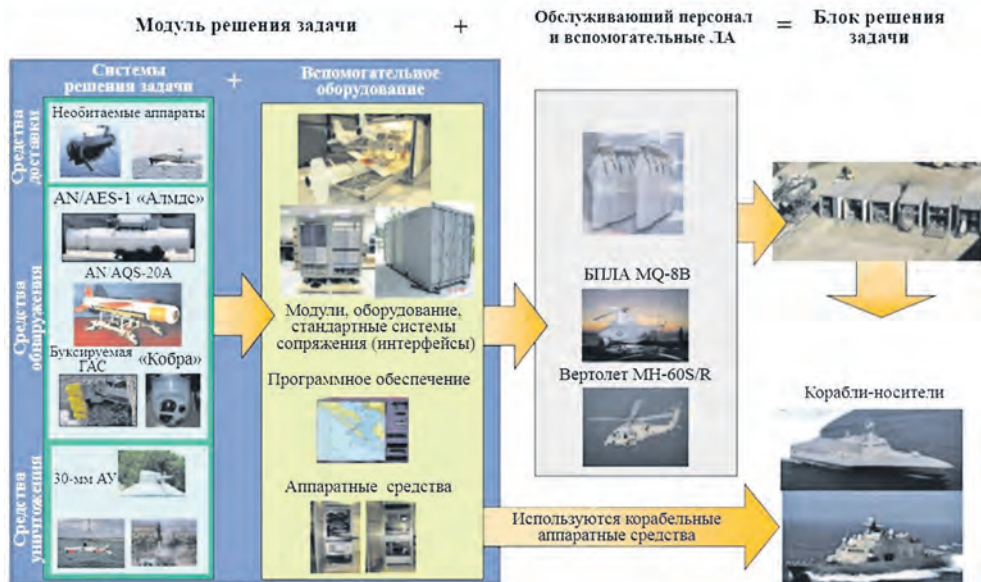 Модуль решения задачи
+
Обслуживающий персонал
и вспомогательные ЛА
=
Блок решения
задачи
Системы
решения задачи
+
Вспомогательное
оборудование
Средства
доставки
Необитаемые аппараты
Средства
обнаружения
AN/AES-1 «Алмдс»
AN/AQS-20A
Буксируемая
ГАС
«Кобра»
Средства
уничтожения
30-мм АУ
Модули, оборудование,
стандартные системы
сопряжения (интерфейсы)
Программное обеспечение
Аппаратные средства
БПЛА MQ-8B
Вертолет MH-60S/R
Используются корабельные
аппаратные средства
Корабли-носители